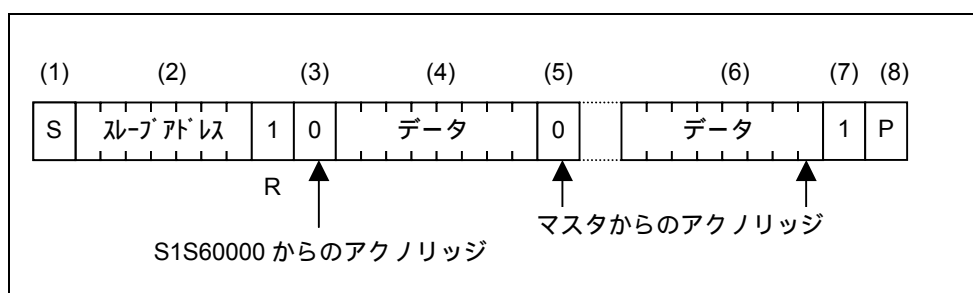 (1) (2) (3) (4) (5) (6) (7) (8)
S ｽﾚｰﾌﾞｱﾄﾞﾚｽ 1 0 データ 0 データ 1 P
R
S1S60000 からのアクノリッジ
マスタからのアクノリッジ